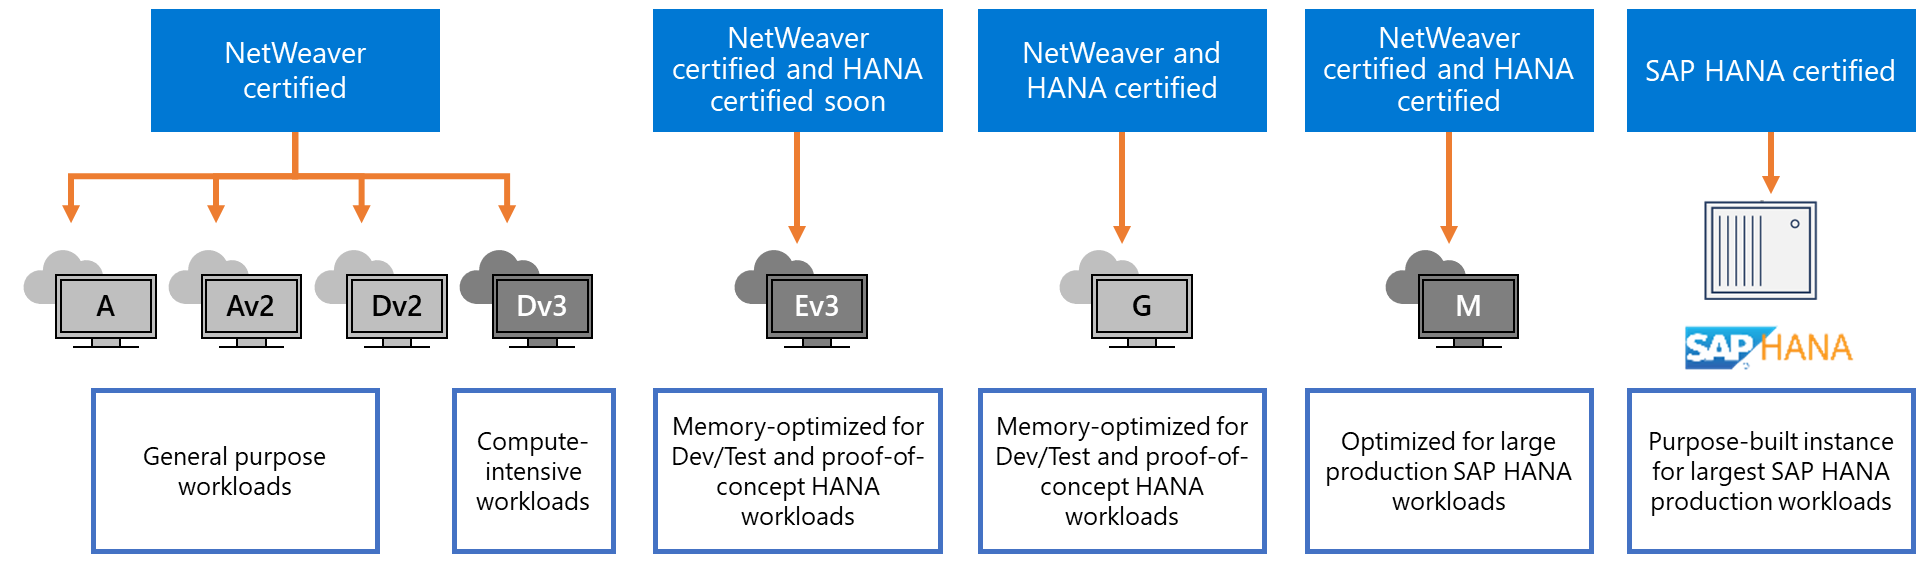 NetWeaver
certified
NetWeaver
certified and HANA
certified soon
NetWeaver and
HANA certified
NetWeaver
certified and HANA
certified
SAP HANA certified
A
Av2
Dv2
Dv3
Ev3
G
M
SAP HANA
General purpose
workloads
Compute-
intensive
workloads
Memory-optimized for
Dev/Test and proof-of-
concept HANA
workloads
Memory-optimized for
Dev/Test and proof-of-
concept HANA
workloads
Optimized for large
production SAP HANA
workloads
Purpose-built instance
for largest SAP HANA
production workloads